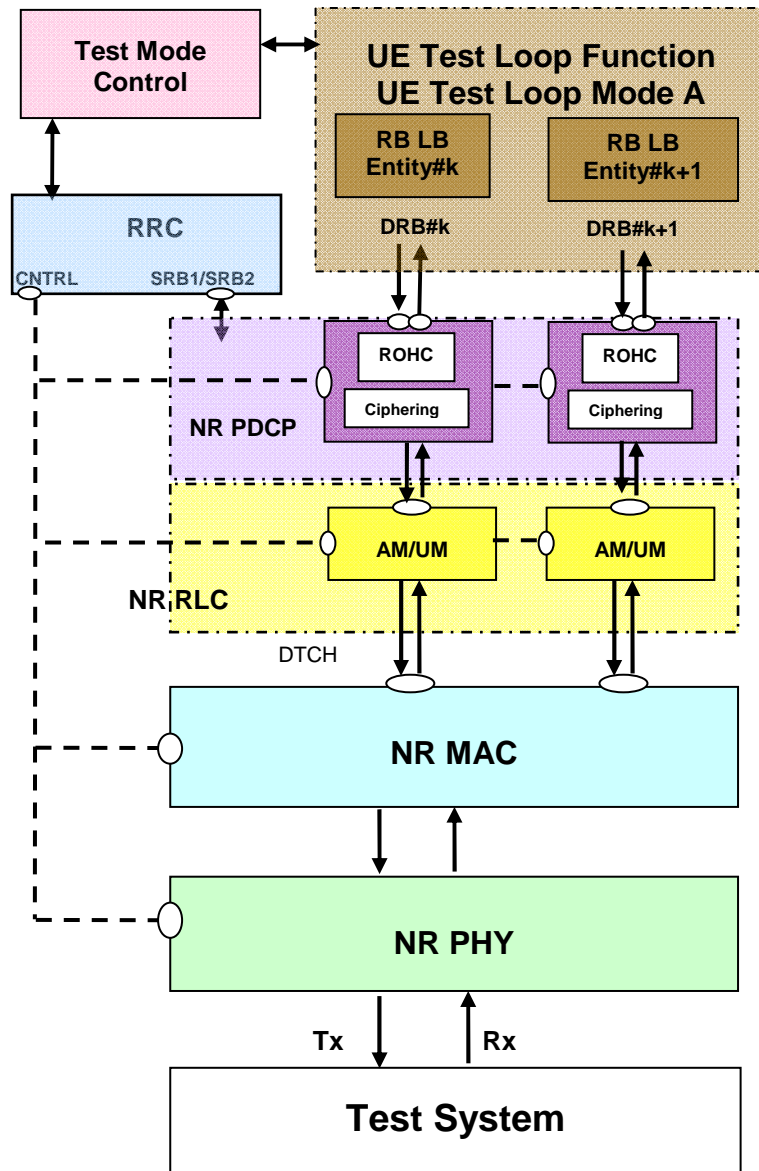 Test Mode
Control
UE Test Loop Function
UE Test Loop Mode A
RB LB
Entity#k
RB LB
Entity#k+1
DRB#k
DRB#k+1
RRC
CNTRL
SRB1/SRB2
ROHC
Ciphering
ROHC
Ciphering
NR PDCP
AM/UM
AM/UM
NR RLC
DTCH
NR MAC
NR PHY
Tx
Rx
Test System